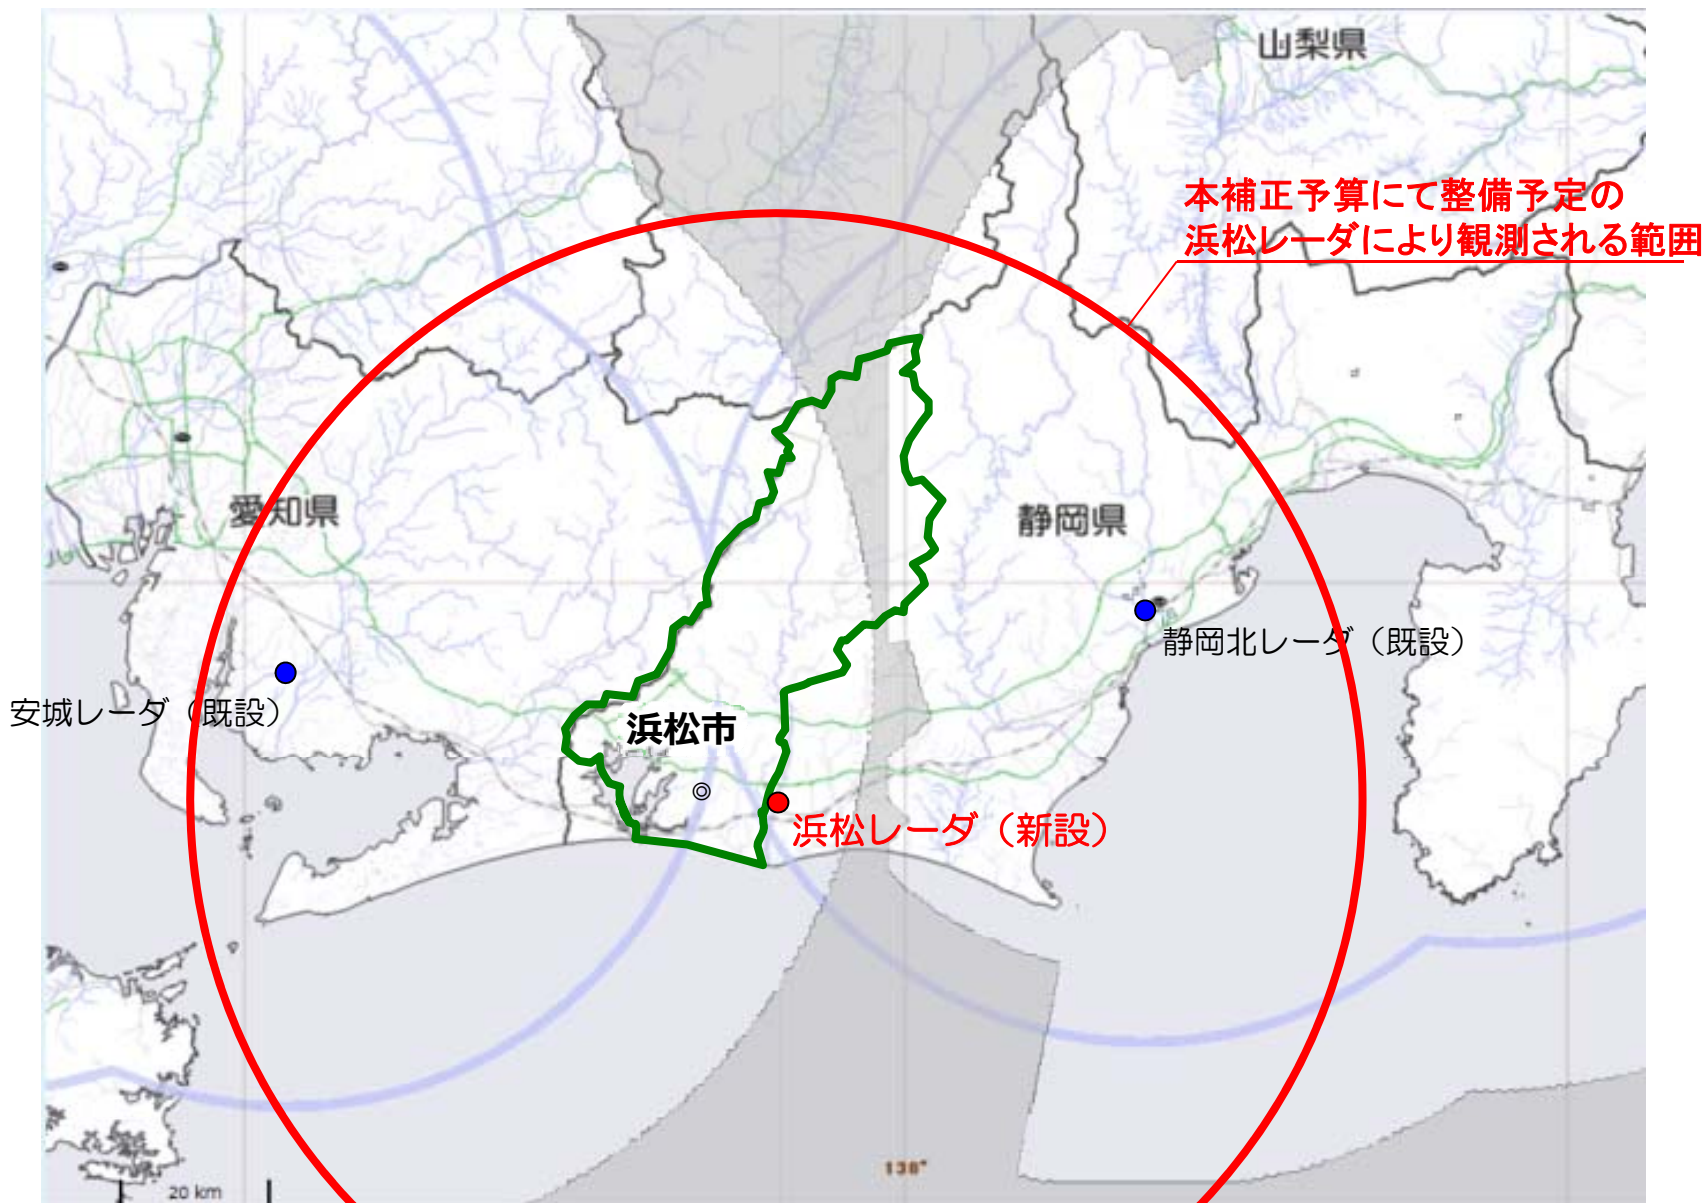 山梨県
本補正予算にて整備予定の
浜松レーダにより観測される範囲
愛知県
静岡県
静岡北レーダ（既設）
安城レーダ（既設）
浜松市
浜松レーダ（新設）
138°
20 km